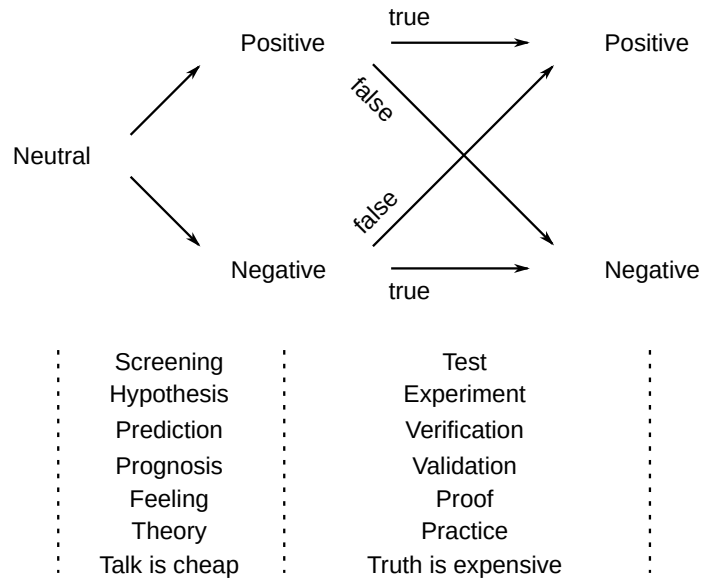 true
Positive
Positive
false
Neutral
false
Negative
Negative
true
Screening
Test
Hypothesis
Experiment
Prediction
Verification
Prognosis
Validation
Feeling
Proof
Theory
Practice
Talk is cheap
Truth is expensive